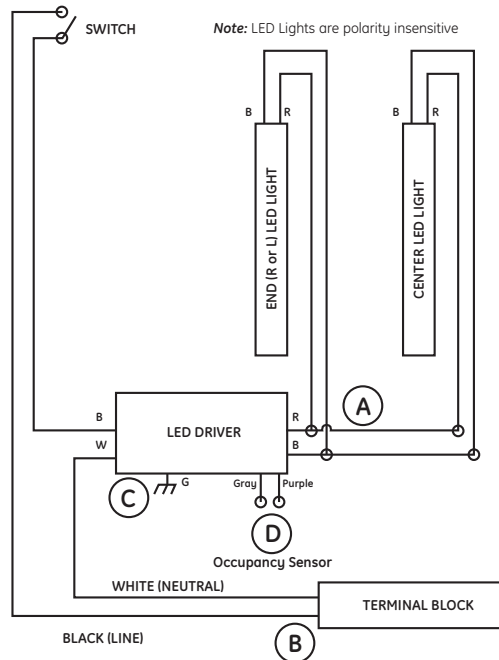 SWITCH
Note: LED Lights are polarity insensitive
B R
B R
END (R or L) LED LIGHT
CENTER LED LIGHT
A
B
W
LED DRIVER
R
B
C
G
Gray
Purple
D
Occupancy Sensor
WHITE (NEUTRAL)
TERMINAL BLOCK
B
BLACK (LINE)